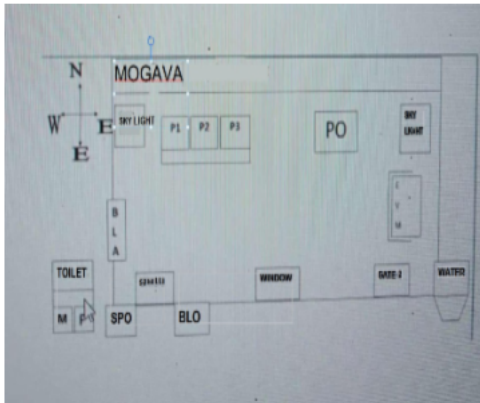 MOGAVA
N
W E
E
SKY LIGHT
P1 P2 P3
PO
SKY
LIGHT
E
V
M
B
L
A
TOILET
M F
WINDOW
GATE-2
WATER
SPO
BLO